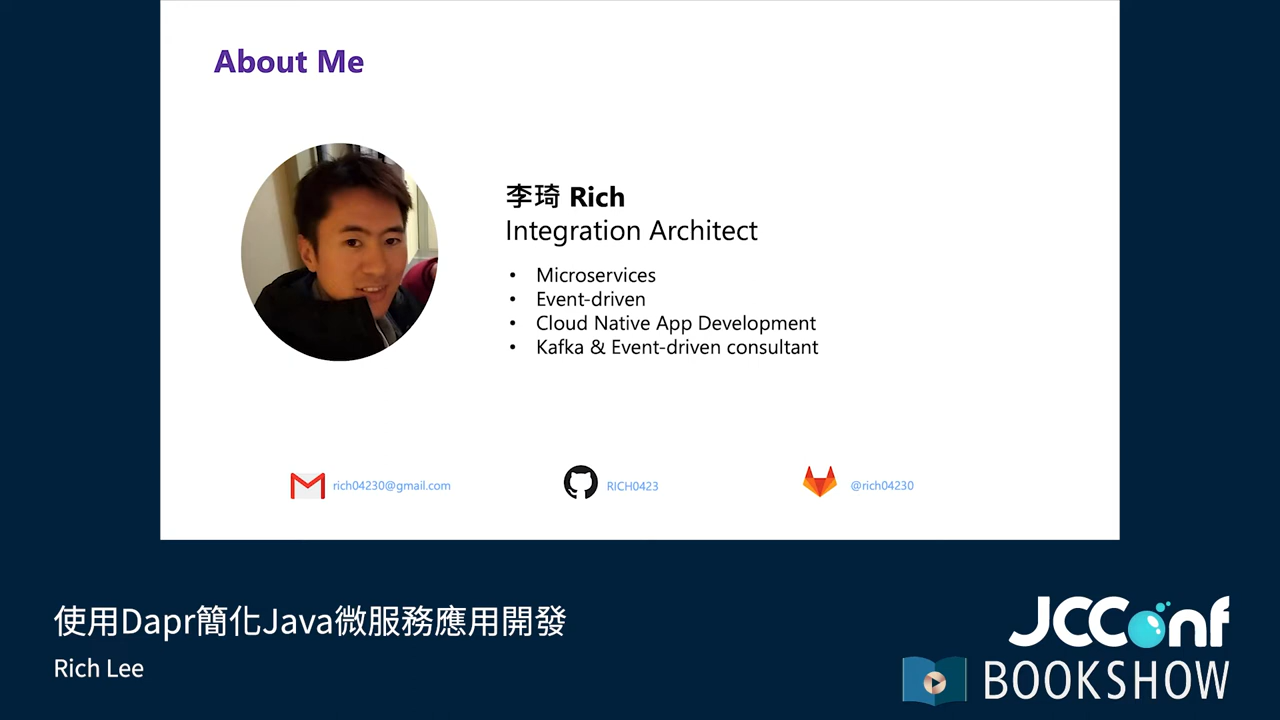 About Me
李琦 Rich
Integration Architect
• Microservices
• Event-driven
• Cloud Native App Development
• Kafka & Event-driven consultant
rich04230@gmail.com
RICH0423
@rich04230
使用Dapr簡化Java微服務應用開發
Rich Lee
JCConf
BOOKSHOW